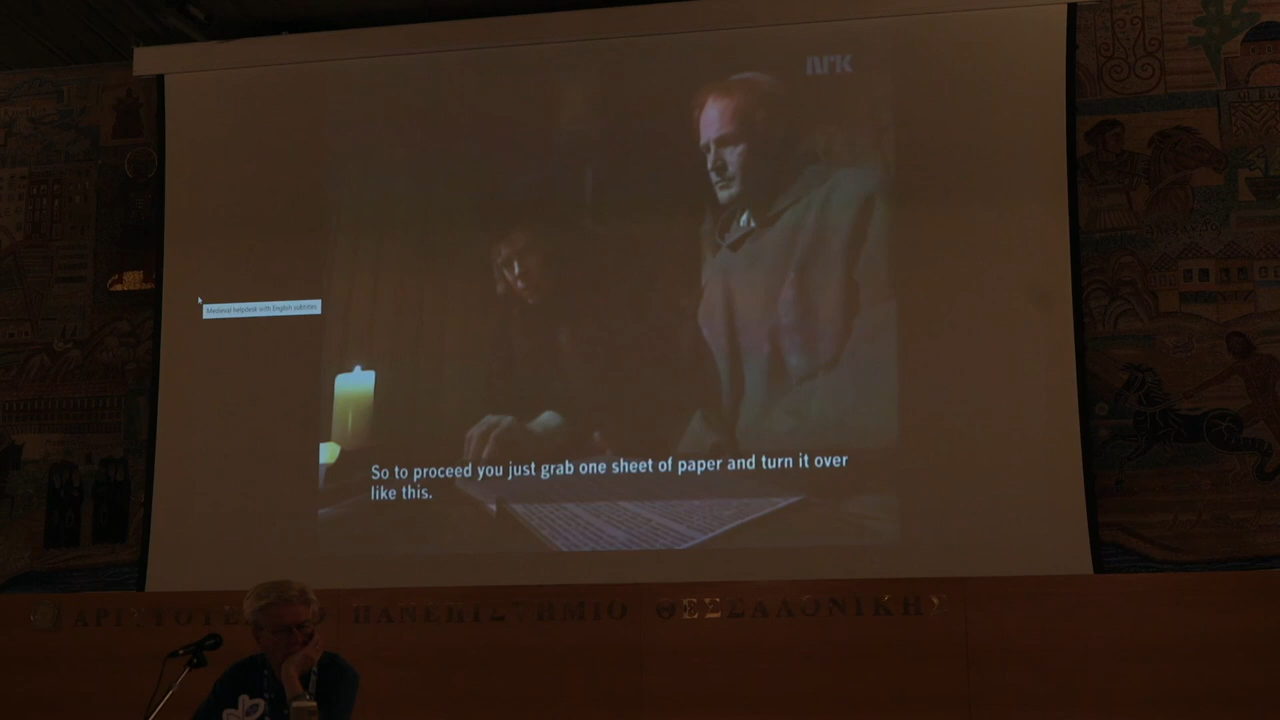 NRK
Medieval helpdesk with English subtitles
So to proceed you just grab one sheet of paper and turn it over
like this.
ΑΡΙΣΤΟΤΕ ΠΑΝΕΠΙΣΤΗΜΙΟ ΘΕΣΣΑΛΟΝΙΚΗΣ